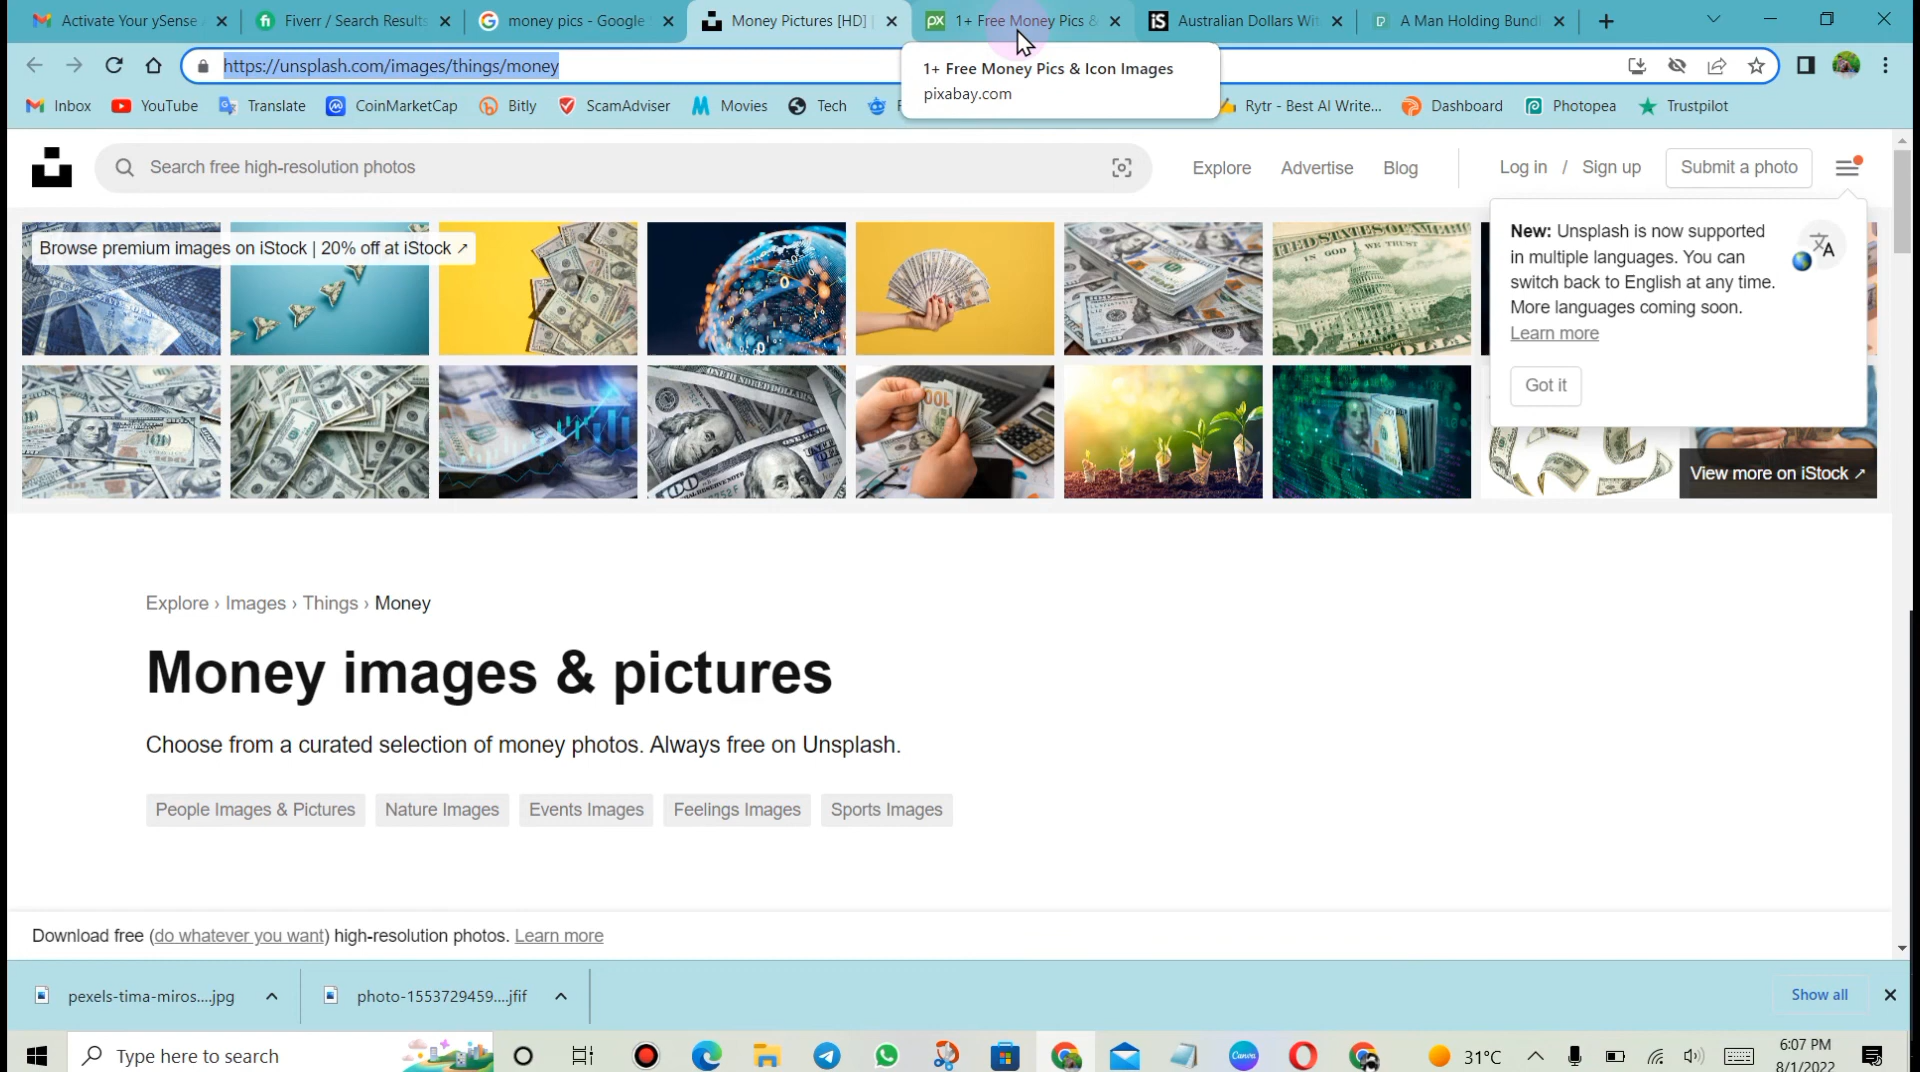 Activate Your ySense
Fiverr / Search Results
money pics - Google
Money Pictures [HD]
1+ Free Money Pics &
Australian Dollars Wit
A Man Holding Bundl
https://unsplash.com/images/things/money
1+ Free Money Pics & Icon Images
pixabay.com
Inbox
YouTube
Translate
CoinMarketCap
Bitly
ScamAdviser
Movies
Tech
Rytr - Best AI Write...
Dashboard
Photopea
Trustpilot
Search free high-resolution photos
Explore
Advertise
Blog
Log in / Sign up
Submit a photo
Browse premium images on iStock | 20% off at iStock ↗
New: Unsplash is now supported
in multiple languages. You can
switch back to English at any time.
More languages coming soon.
Learn more
Got it
View more on iStock ↗
Explore › Images › Things › Money
Money images & pictures
Choose from a curated selection of money photos. Always free on Unsplash.
People Images & Pictures
Nature Images
Events Images
Feelings Images
Sports Images
Download free (do whatever you want) high-resolution photos. Learn more
pexels-tima-miros....jpg
photo-1553729459....jfif
Show all
Type here to search
31°C
6:07 PM
8/1/2022